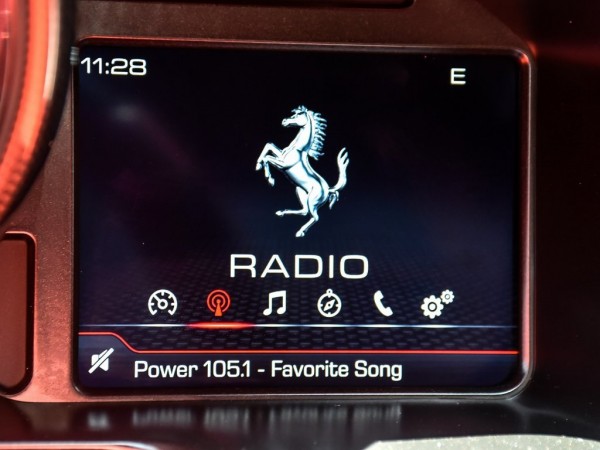 11:28
E
RADIO
Power 105.1 - Favorite Song